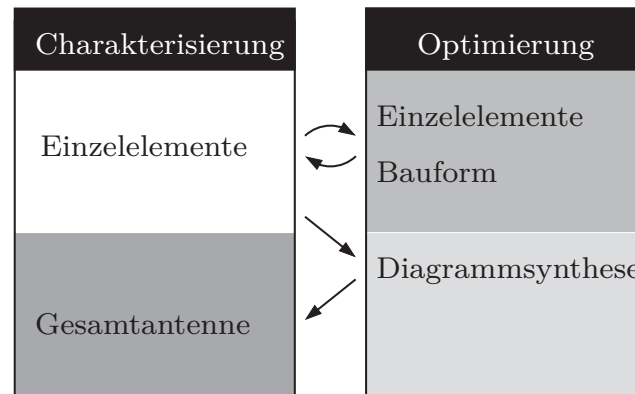 Charakterisierung
Einzelelemente
Gesamtantenne
Optimierung
Einzelelemente
Bauform
Diagrammsynthese